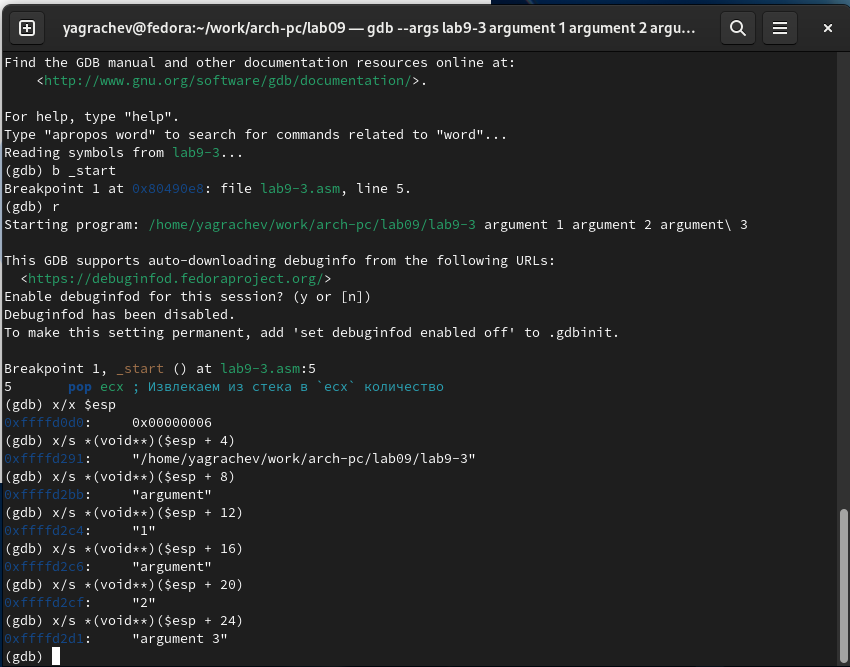 yagrachev@fedora:~/work/arch-pc/lab09 — gdb --args lab9-3 argument 1 argument 2 argu...
Find the GDB manual and other documentation resources online at:
    <http://www.gnu.org/software/gdb/documentation/>.
For help, type "help".
Type "apropos word" to search for commands related to "word"...
Reading symbols from lab9-3...
(gdb) b _start
Breakpoint 1 at 0x80490e8: file lab9-3.asm, line 5.
(gdb) r
Starting program: /home/yagrachev/work/arch-pc/lab09/lab9-3 argument 1 argument 2 argument\ 3
This GDB supports auto-downloading debuginfo from the following URLs:
  <https://debuginfod.fedoraproject.org/>
Enable debuginfod for this session? (y or [n])
Debuginfod has been disabled.
To make this setting permanent, add 'set debuginfod enabled off' to .gdbinit.
Breakpoint 1, _start () at lab9-3.asm:5
5       pop ecx ; Извлекаем из стека в `ecx` количество
(gdb) x/x $esp
0xffffd0d0:     0x00000006
(gdb) x/s *(void**)($esp + 4)
0xffffd291:     "/home/yagrachev/work/arch-pc/lab09/lab9-3"
(gdb) x/s *(void**)($esp + 8)
0xffffd2bb:     "argument"
(gdb) x/s *(void**)($esp + 12)
0xffffd2c4:     "1"
(gdb) x/s *(void**)($esp + 16)
0xffffd2c6:     "argument"
(gdb) x/s *(void**)($esp + 20)
0xffffd2cf:     "2"
(gdb) x/s *(void**)($esp + 24)
0xffffd2d1:     "argument 3"
(gdb)